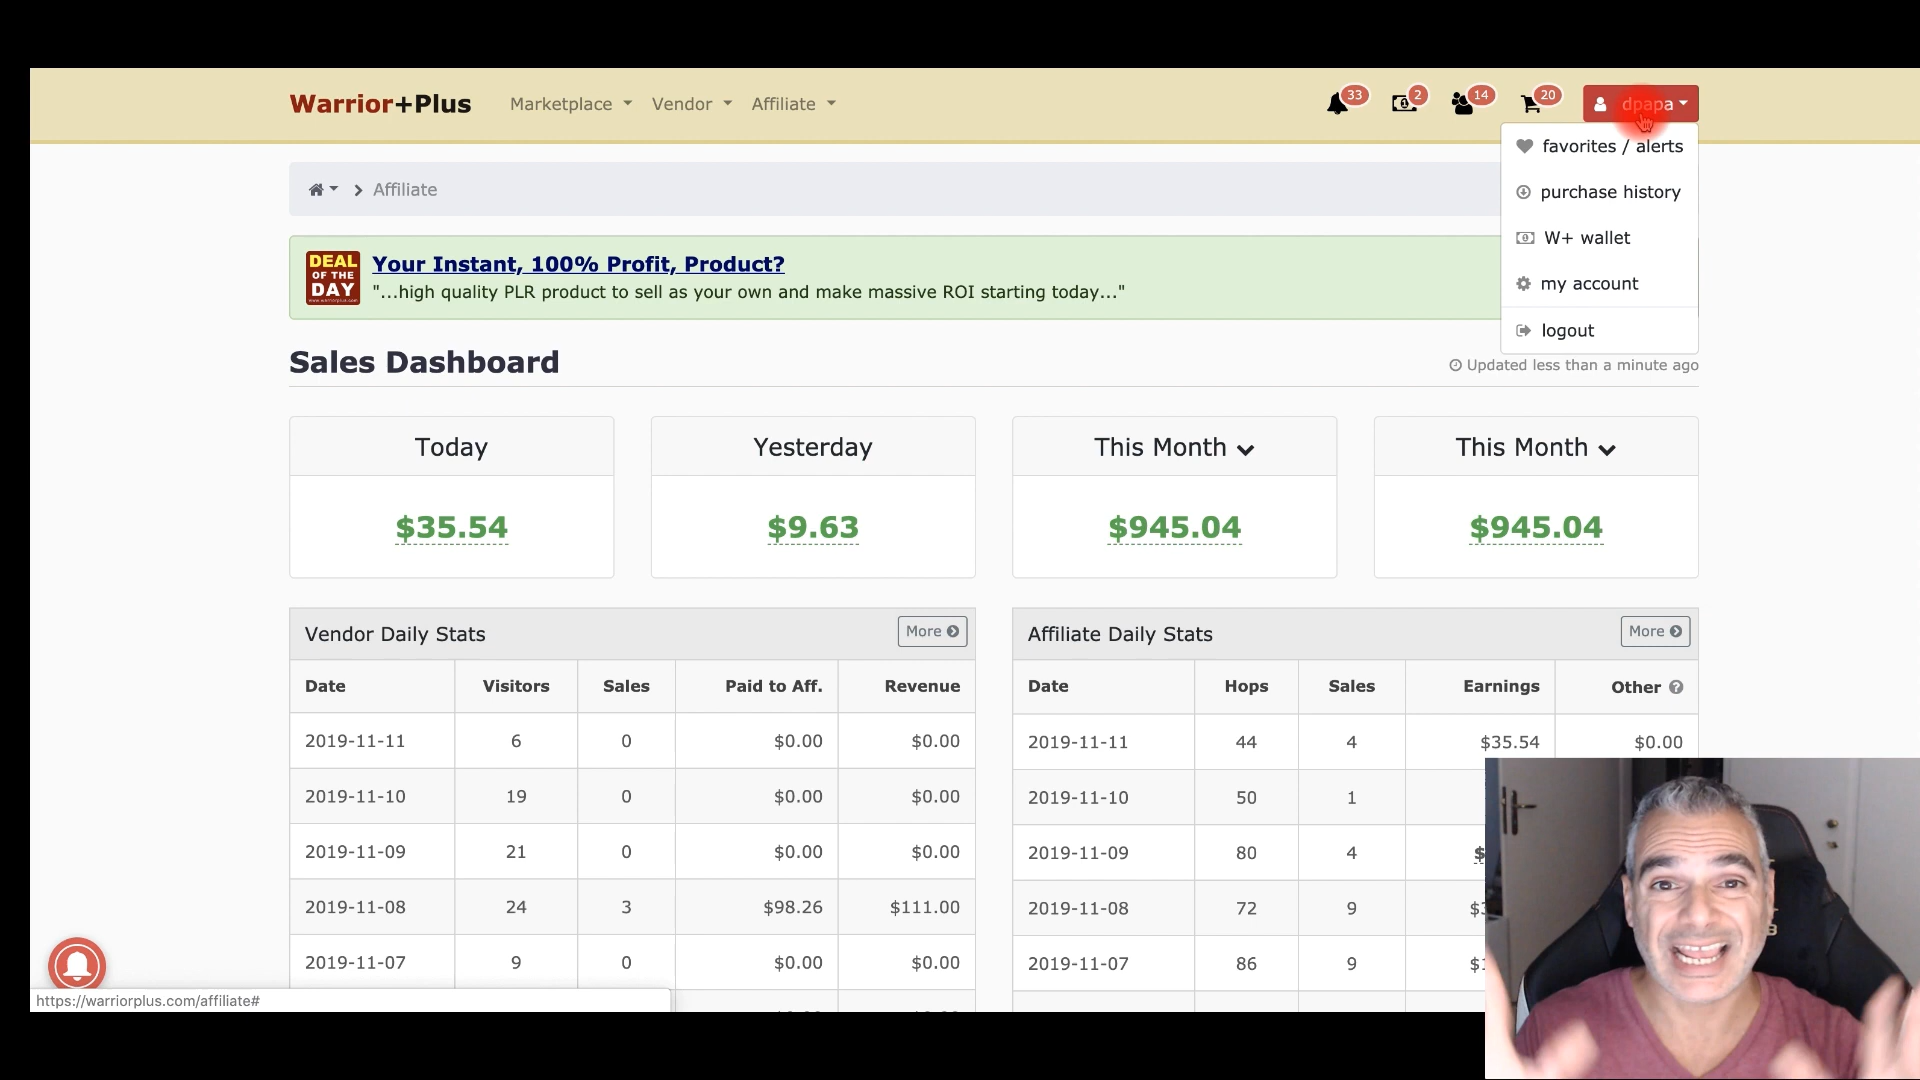 Warrior+Plus Marketplace Vendor Affiliate 33 2 14 20 dpapa
favorites / alerts
purchase history
W+ wallet
my account
logout
Affiliate
DEAL OF THE DAY www.warriorplus.com
Your Instant, 100% Profit, Product?
"...high quality PLR product to sell as your own and make massive ROI starting today..."
Sales Dashboard
Updated less than a minute ago
Today Yesterday This Month This Month
$35.54 $9.63 $945.04 $945.04
Vendor Daily Stats More
Date Visitors Sales Paid to Aff. Revenue
2019-11-11 6 0 $0.00 $0.00
2019-11-10 19 0 $0.00 $0.00
2019-11-09 21 0 $0.00 $0.00
2019-11-08 24 3 $98.26 $111.00
2019-11-07 9 0 $0.00 $0.00
Affiliate Daily Stats More
Date Hops Sales Earnings Other ?
2019-11-11 44 4 $35.54 $0.00
2019-11-10 50 1
2019-11-09 80 4
2019-11-08 72 9
2019-11-07 86 9
https://warriorplus.com/affiliate#